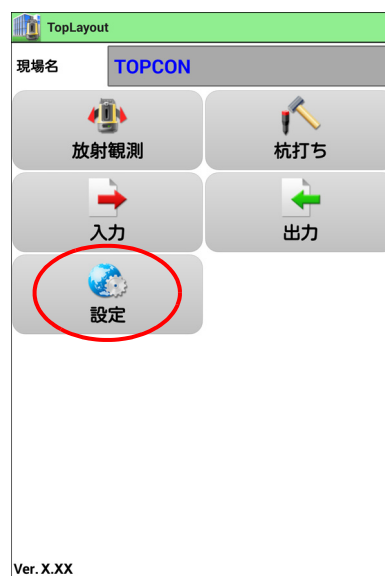 TopLayout
現場名 TOPCON
放射観測 杭打ち
入力 出力
設定
Ver. X.XX